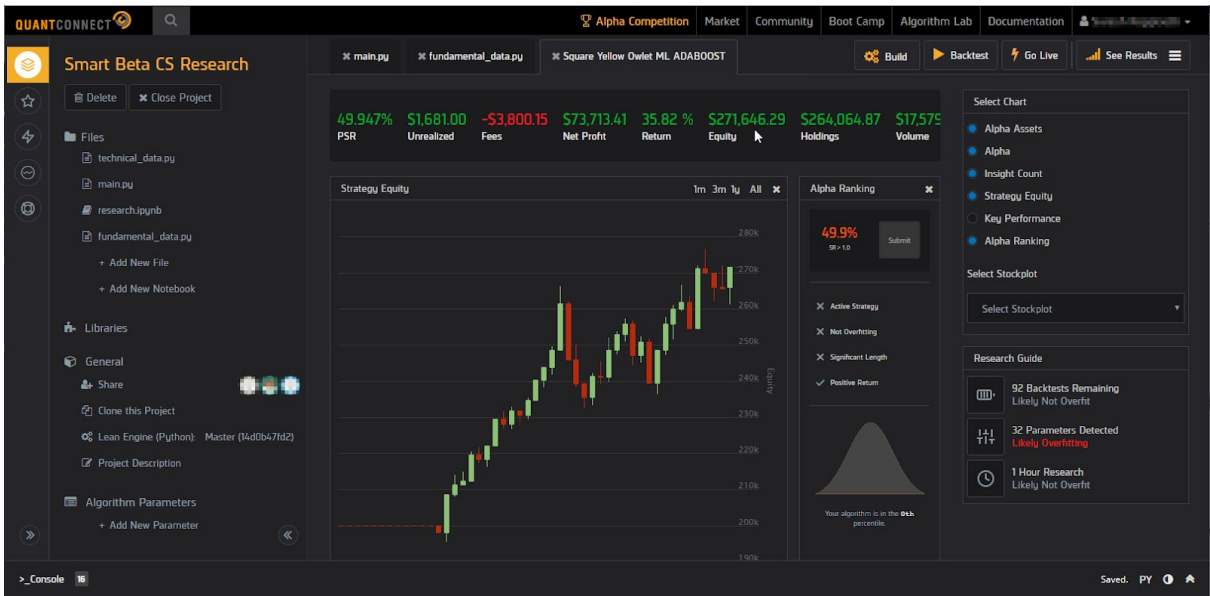 QUANTCONNECT
Alpha Competition Market Community Boot Camp Algorithm Lab Documentation
Smart Beta CS Research
Delete Close Project
Files
technical_data.py
main.py
research.ipynb
fundamental_data.py
+ Add New File
+ Add New Notebook
Libraries
General
Share
Clone this Project
Lean Engine (Python): Master (14d0b47fd2)
Project Description
Algorithm Parameters
+ Add New Parameter
main.py fundamental_data.py Square Yellow Owlet ML ADABOOST
Build Backtest Go Live See Results
49.947% $1,681.00 -$3,800.15 $73,713.41 35.82 % $271,646.29 $264,064.87 $17,579
PSR Unrealized Fees Net Profit Return Equity Holdings Volume
Strategy Equity 1m 3m 1y All
280k
270k
260k
250k
240k
230k
220k
210k
200k
190k
Equity
Alpha Ranking
49.9%
SR > 1.0
Submit
Active Strategy
Not Overfitting
Significant Length
Positive Return
Your algorithm is in the 0th
percentile.
Select Chart
Alpha Assets
Alpha
Insight Count
Strategy Equity
Key Performance
Alpha Ranking
Select Stockplot
Select Stockplot
Research Guide
92 Backtests Remaining
Likely Not Overfit
32 Parameters Detected
Likely Overfitting
1 Hour Research
Likely Not Overfit
>_Console 16
Saved. PY